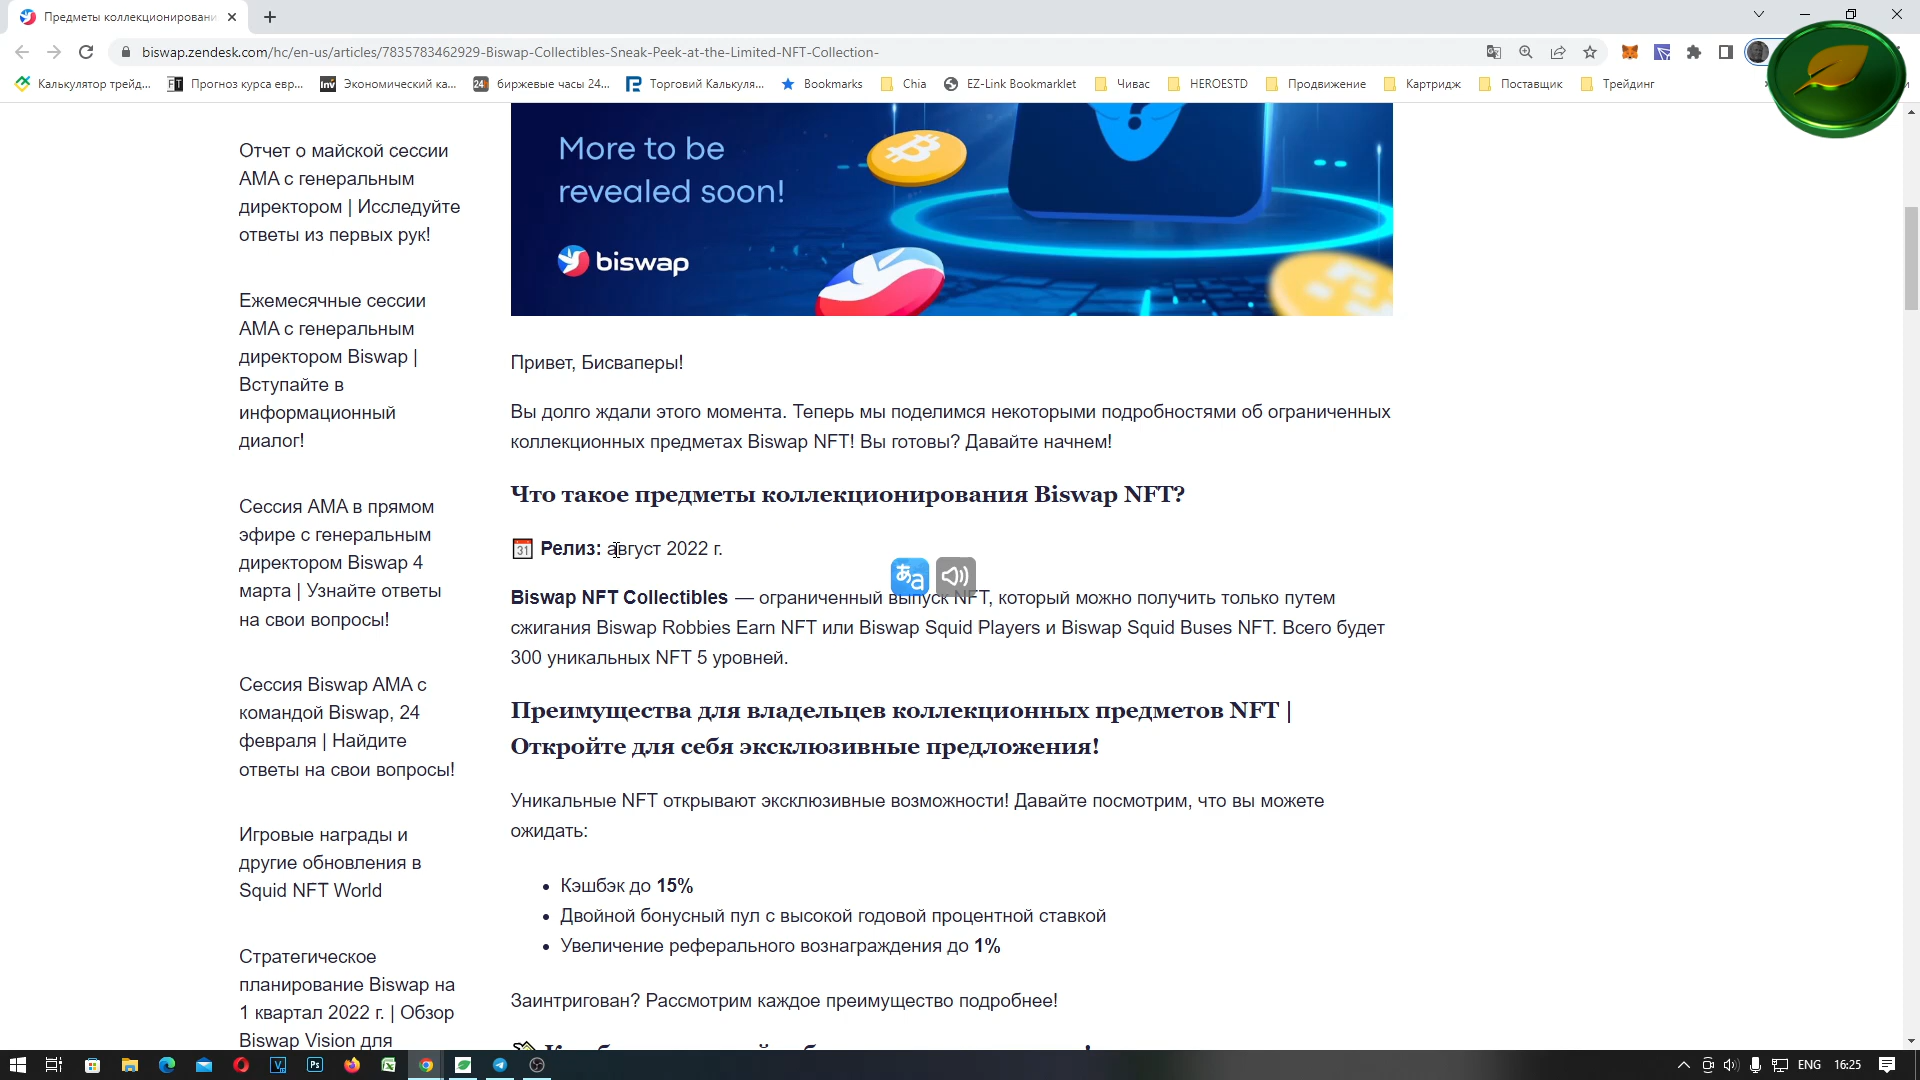 Предметы коллекционировани
biswap.zendesk.com/hc/en-us/articles/7835783462929-Biswap-Collectibles-Sneak-Peek-at-the-Limited-NFT-Collection-
Калькулятор трейд...
Прогноз курса евр...
Экономический ка...
биржевые часы 24...
Торговий Калькуля...
Bookmarks
Chia
EZ-Link Bookmarklet
Чивас
HEROESTD
Продвижение
Картридж
Поставщик
Трейдинг
Отчет о майской сессии
AMA с генеральным
директором | Исследуйте
ответы из первых рук!
Ежемесячные сессии
AMA с генеральным
директором Biswap |
Вступайте в
информационный
диалог!
Сессия AMA в прямом
эфире с генеральным
директором Biswap 4
марта | Узнайте ответы
на свои вопросы!
Сессия Biswap AMA с
командой Biswap, 24
февраля | Найдите
ответы на свои вопросы!
Игровые награды и
другие обновления в
Squid NFT World
Стратегическое
планирование Biswap на
1 квартал 2022 г. | Обзор
Biswap Vision для
More to be
revealed soon!
biswap
Привет, Бисваперы!
Вы долго ждали этого момента. Теперь мы поделимся некоторыми подробностями об ограниченных
коллекционных предметах Biswap NFT! Вы готовы? Давайте начнем!
Что такое предметы коллекционирования Biswap NFT?
31 Релиз: август 2022 г.
Biswap NFT Collectibles — ограниченный выпуск NFT, который можно получить только путем
сжигания Biswap Robbies Earn NFT или Biswap Squid Players и Biswap Squid Buses NFT. Всего будет
300 уникальных NFT 5 уровней.
Преимущества для владельцев коллекционных предметов NFT |
Откройте для себя эксклюзивные предложения!
Уникальные NFT открывают эксклюзивные возможности! Давайте посмотрим, что вы можете
ожидать:
• Кэшбэк до 15%
• Двойной бонусный пул с высокой годовой процентной ставкой
• Увеличение реферального вознаграждения до 1%
Заинтригован? Рассмотрим каждое преимущество подробнее!
ENG
16:25